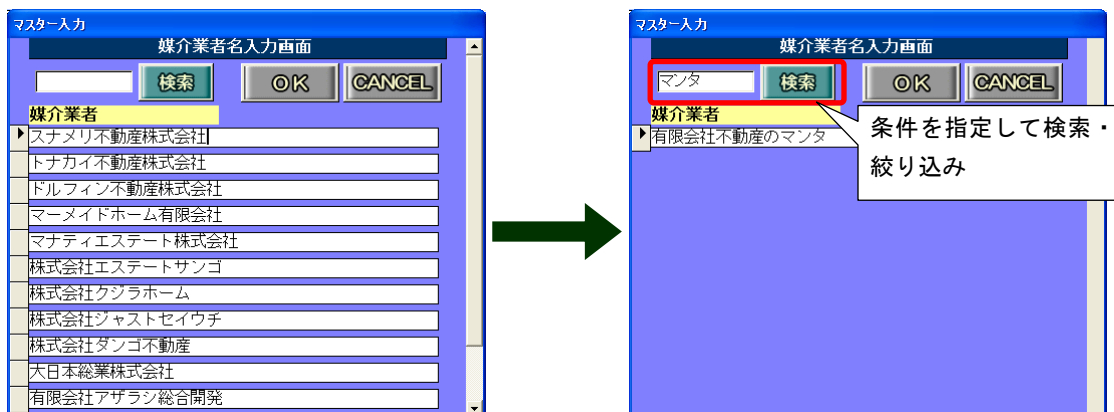 マスター入力
媒介業者名入力画面
検索
OK
CANCEL
媒介業者
スナメリ不動産株式会社
トナカイ不動産株式会社
ドルフィン不動産株式会社
マーメイドホーム有限会社
マナティエステート株式会社
株式会社エステートサンゴ
株式会社クジラホーム
株式会社ジャストセイウチ
株式会社ダンゴ不動産
大日本総業株式会社
有限会社アザラシ総合開発
マスター入力
媒介業者名入力画面
マンタ
検索
OK
CANCEL
媒介業者
有限会社不動産のマンタ
条件を指定して検索・
絞り込み